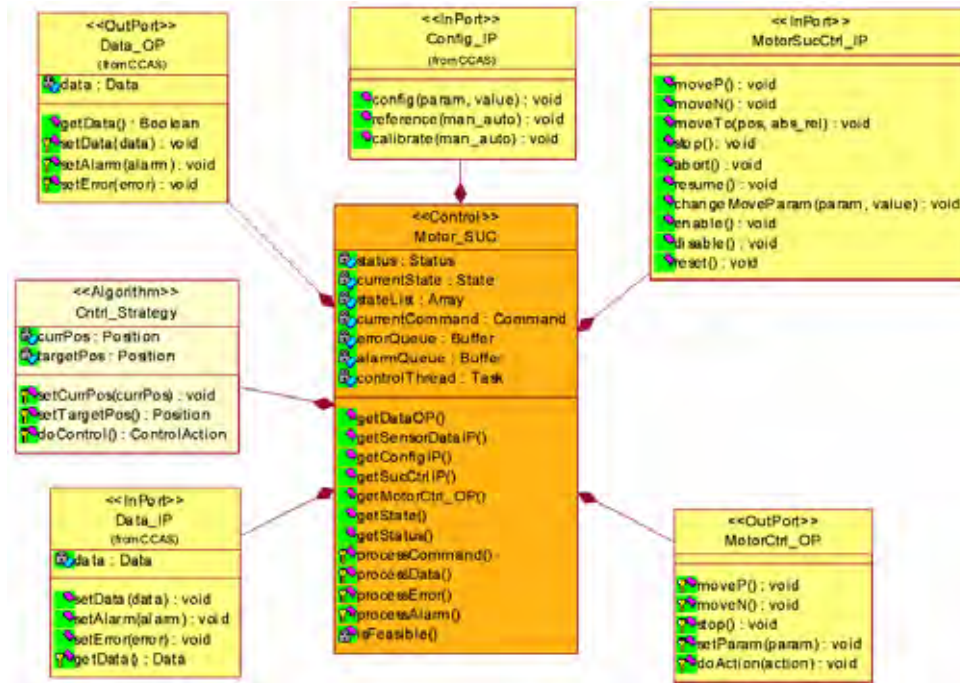 <<OutPort>>
Data_OP
(from CCAS)
data : Data
getData() : Boolean
setData(data) : void
setAlarm(alarm) : void
setError(error) : void
<<InPort>>
Config_IP
(from CCAS)
config(param, value) : void
reference(man_auto) : void
calibrate(man_auto) : void
<<InPort>>
MotorSucCtrl_IP
moveP() : void
moveN() : void
moveTo(pos, abs_rel) : void
stop() : void
abort() : void
resume() : void
changeMoveParam(param, value) : void
enable() : void
disable() : void
reset() : void
<<Control>>
Motor_SUC
status : Status
currentState : State
stateList : Array
currentCommand : Command
errorQueue : Buffer
alarmQueue : Buffer
controlThread : Task
getDataOP()
getSensorDataIP()
getConfigIP()
getSucCtrlIP()
getMotorCtrl_OP()
getState()
getStatus()
processCommand()
processData()
processError()
processAlarm()
isFeasible()
<<Algorithm>>
Cntrl_Strategy
currPos : Position
targetPos : Position
setCurrPos(currPos) : void
setTargetPos() : Position
doControl() : ControlAction
<<InPort>>
Data_IP
(from CCAS)
data : Data
setData(data) : void
setAlarm(alarm) : void
setError(error) : void
getData() : Data
<<OutPort>>
MotorCtrl_OP
moveP() : void
moveN() : void
stop() : void
setParam(param) : void
doAction(action) : void